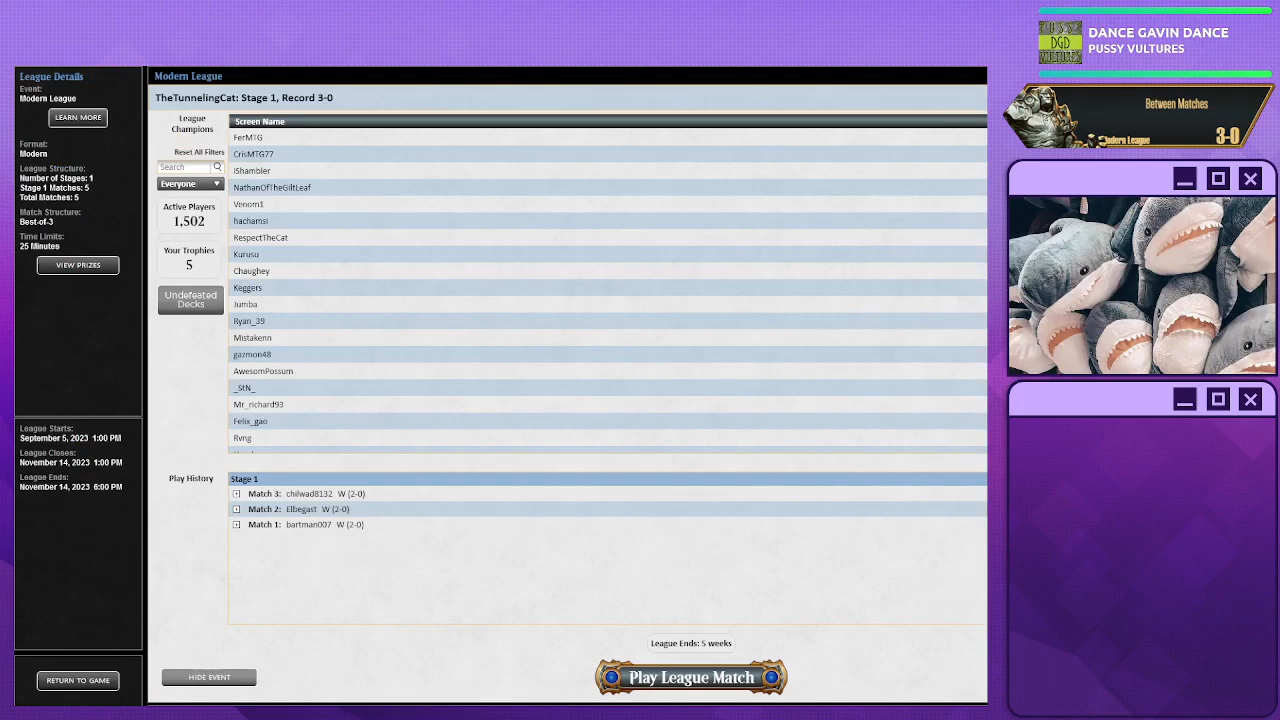 DANCE GAVIN DANCE
PUSSY VULTURES
DGD
Between Matches
Modern League
3-0
League Details
Event:
Modern League
LEARN MORE
Format:
Modern
League Structure:
Number of Stages: 1
Stage 1 Matches: 5
Total Matches: 5
Match Structure:
Best-of-3
Time Limits:
25 Minutes
VIEW PRIZES
League Starts:
September 5, 2023 1:00 PM
League Closes:
November 14, 2023 1:00 PM
League Ends:
November 14, 2023 6:00 PM
RETURN TO GAME
Modern League
TheTunnelingCat: Stage 1, Record 3-0
League
Champions
Reset All Filters
Search
Everyone
Active Players
1,502
Your Trophies
5
Undefeated
Decks
Screen Name
FerMTG
CrisMTG77
iShambler
NathanOfTheGiltLeaf
Venom1
hachamsi
RespectTheCat
Kurusu
Chaughey
Keggers
Jumba
Ryan_39
Mistakenn
gazmon48
AwesomPossum
_StN_
Mr_richard93
Felix_gao
Rvng
Play History
Stage 1
Match 3: chilwad8132 W (2-0)
Match 2: Elbegast W (2-0)
Match 1: bartman007 W (2-0)
League Ends: 5 weeks
HIDE EVENT
Play League Match